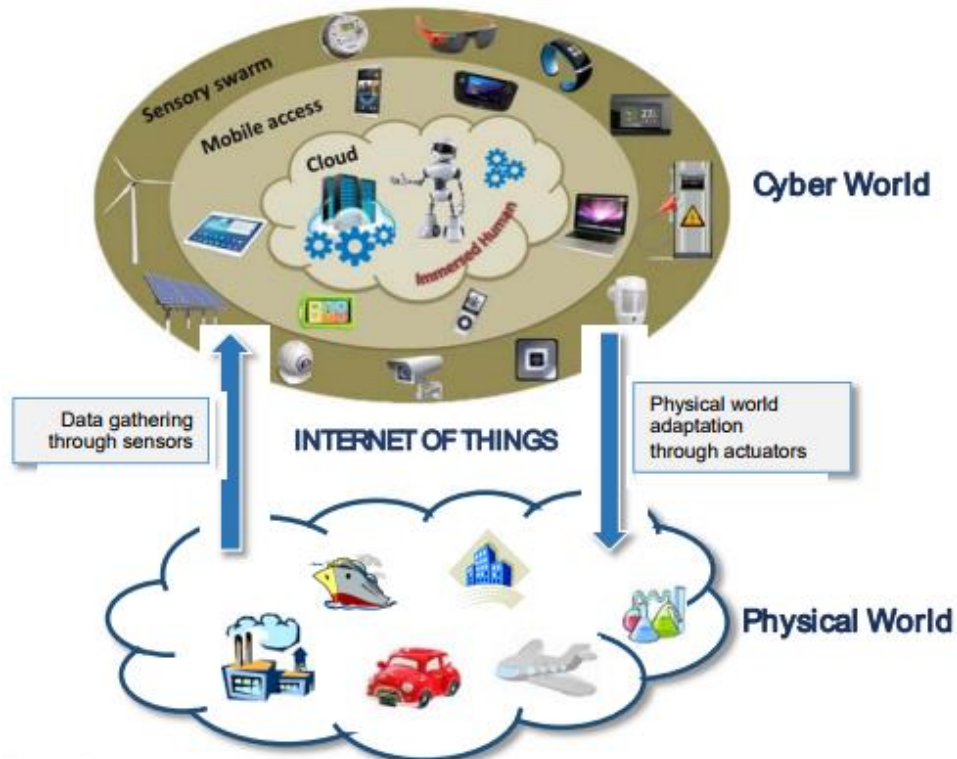 Sensory swarm
Mobile access
Cloud
Immersed Human
Cyber World
Data gathering
through sensors
INTERNET OF THINGS
Physical world
adaptation
through actuators
Physical World